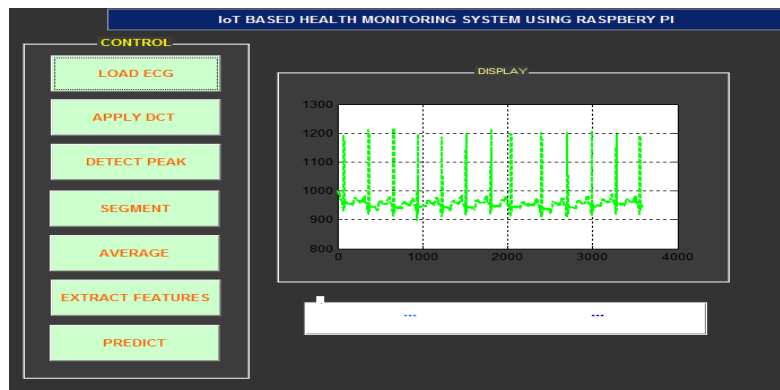 IoT BASED HEALTH MONITORING SYSTEM USING RASPBERY PI
CONTROL
LOAD ECG
APPLY DCT
DETECT PEAK
SEGMENT
AVERAGE
EXTRACT FEATURES
PREDICT
DISPLAY
1300
1200
1100
1000
900
800
0 1000 2000 3000 4000
--- ---